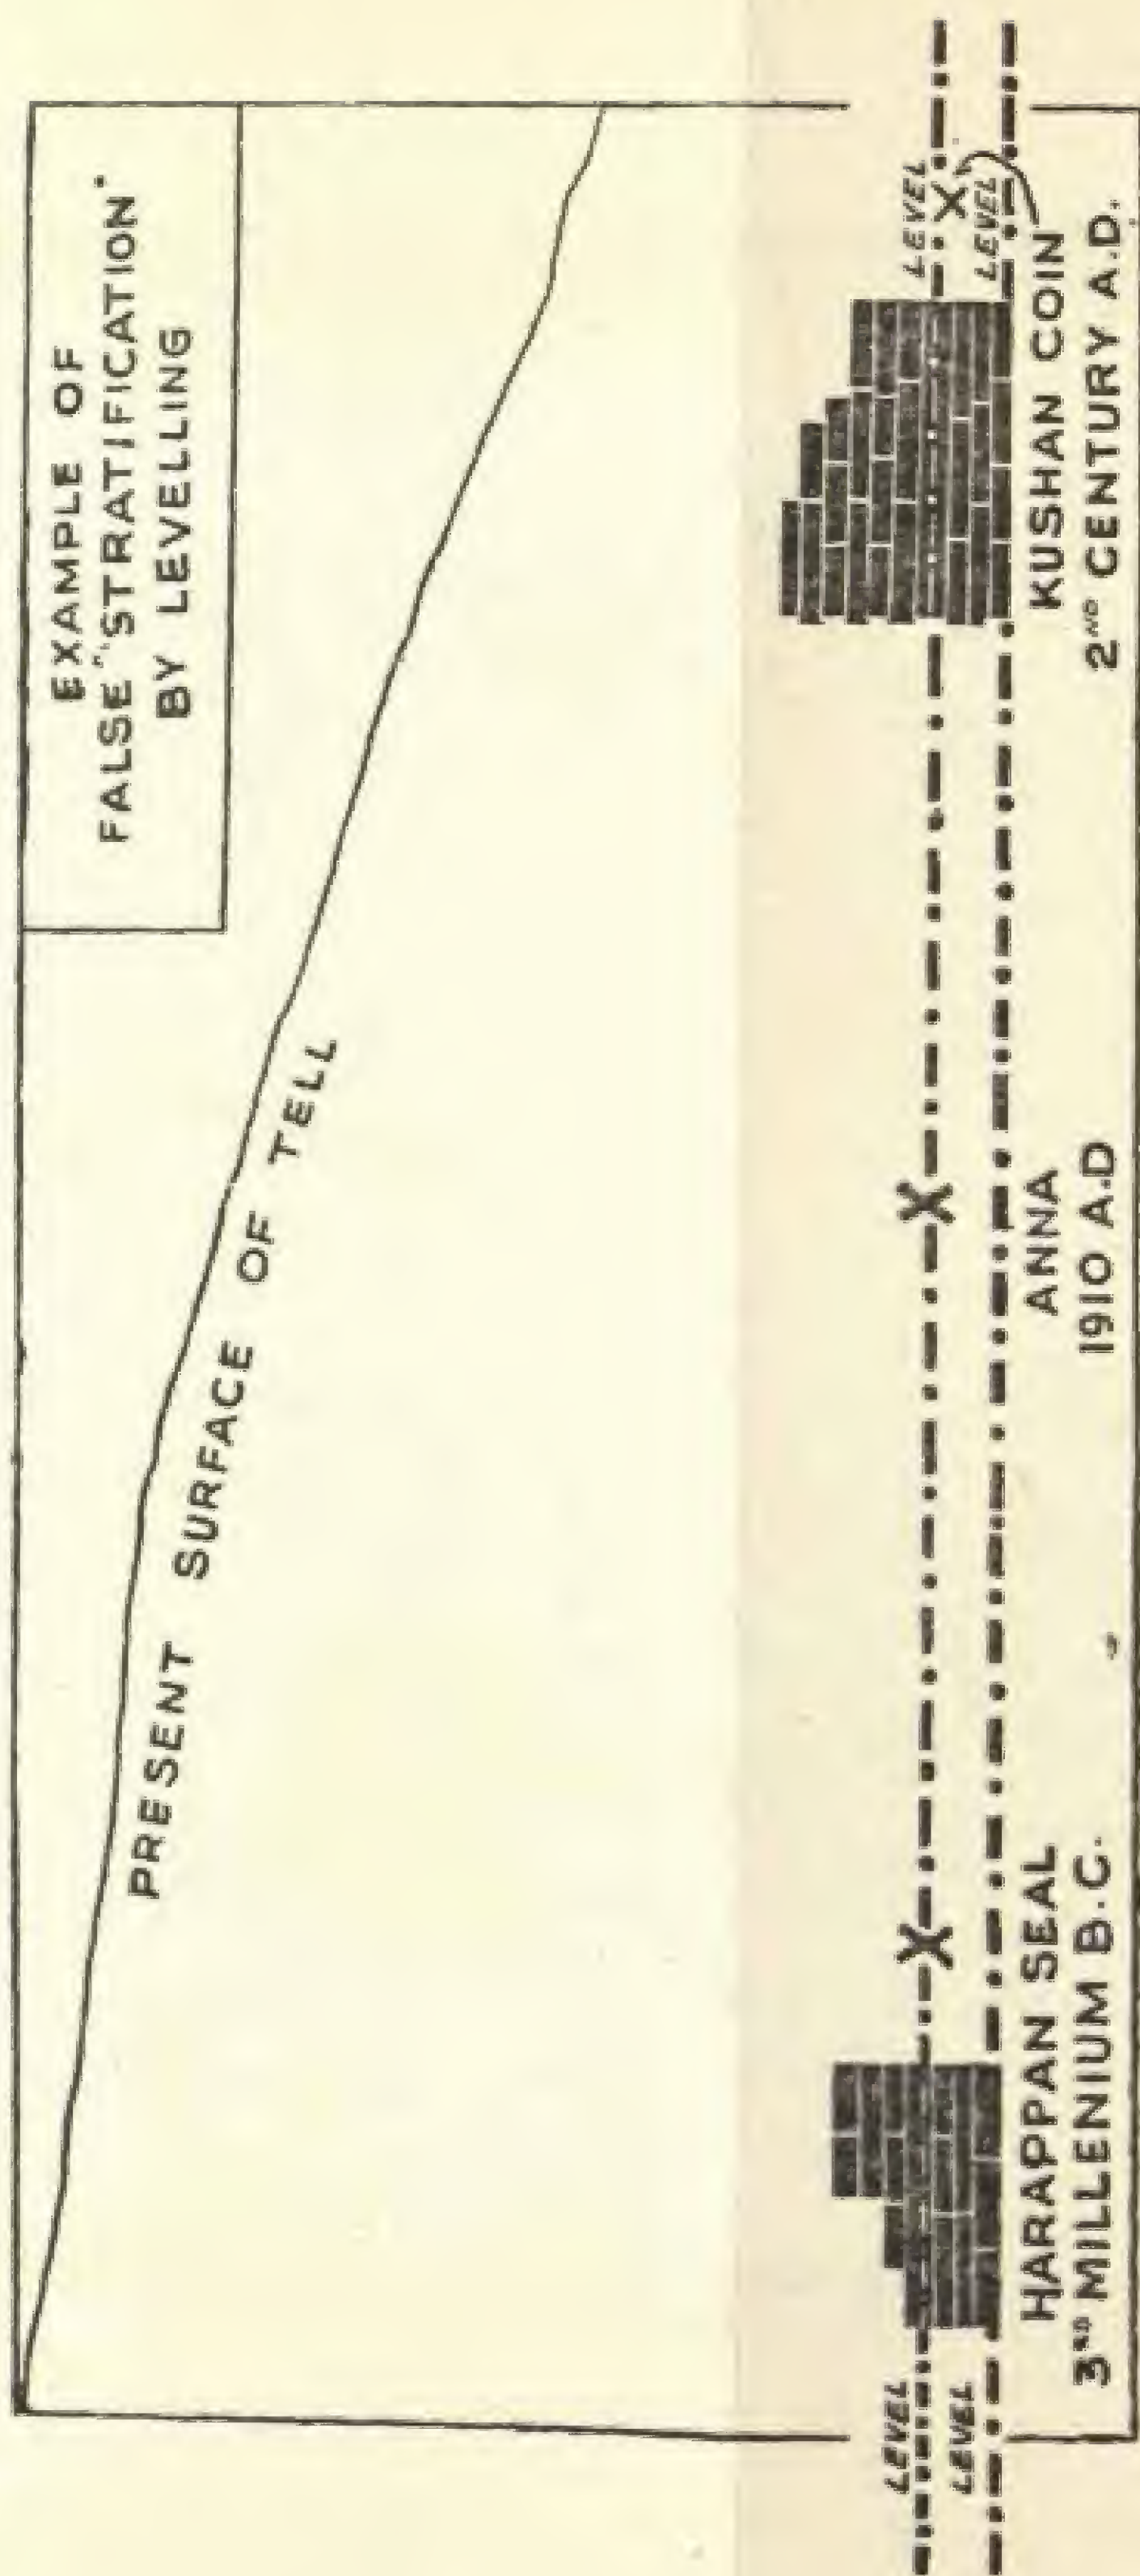 EXAMPLE OF
FALSE "STRATIFICATION"
BY LEVELLING
PRESENT SURFACE OF TELL
LEVEL
LEVEL
LEVEL
LEVEL
X
X
X
HARAPPAN SEAL
3RD MILLENIUM B.C.
ANNA
1910 A.D
KUSHAN COIN
2ND CENTURY A.D.